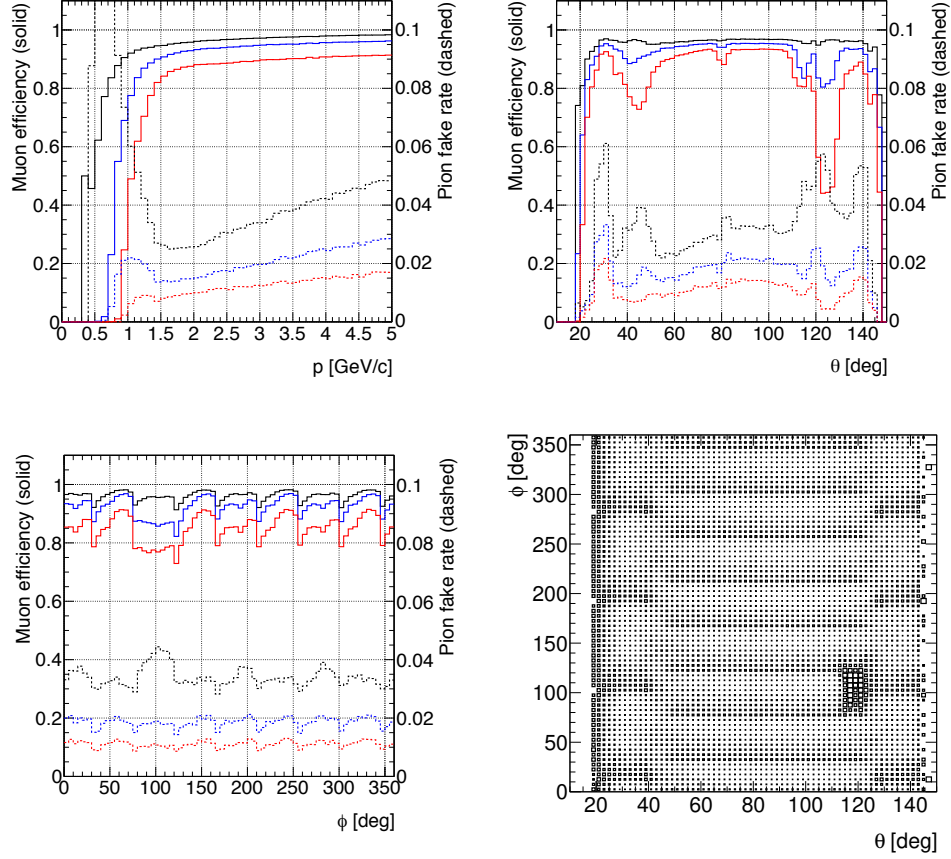 Muon efficiency (solid)
1
0.8
0.6
0.4
0.2
0
0 0.5 1 1.5 2 2.5 3 3.5 4 4.5 5
p [GeV/c]
0.1
0.08
0.06
0.04
0.02
0
Pion fake rate (dashed)
Muon efficiency (solid)
1
0.8
0.6
0.4
0.2
0
20 40 60 80 100 120 140
θ [deg]
0.1
0.08
0.06
0.04
0.02
0
Pion fake rate (dashed)
Muon efficiency (solid)
1
0.8
0.6
0.4
0.2
0
0 50 100 150 200 250 300 350
ϕ [deg]
0.1
0.08
0.06
0.04
0.02
0
Pion fake rate (dashed)
ϕ [deg]
350
300
250
200
150
100
50
0
20 40 60 80 100 120 140
θ [deg]